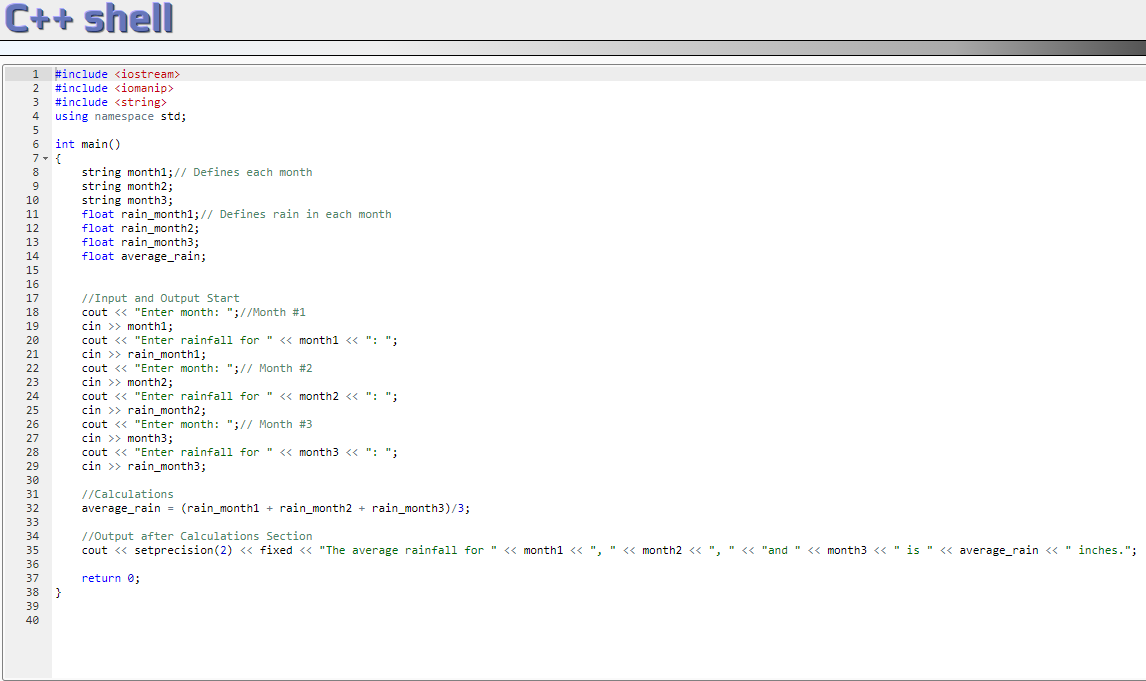 C++ shell
1 #include <iostream>
2 #include <iomanip>
3 #include <string>
4 using namespace std;
5
6 int main()
7 {
8     string month1;// Defines each month
9     string month2;
10     string month3;
11     float rain_month1;// Defines rain in each month
12     float rain_month2;
13     float rain_month3;
14     float average_rain;
15
16
17     //Input and Output Start
18     cout << "Enter month: ";//Month #1
19     cin >> month1;
20     cout << "Enter rainfall for " << month1 << ": ";
21     cin >> rain_month1;
22     cout << "Enter month: ";// Month #2
23     cin >> month2;
24     cout << "Enter rainfall for " << month2 << ": ";
25     cin >> rain_month2;
26     cout << "Enter month: ";// Month #3
27     cin >> month3;
28     cout << "Enter rainfall for " << month3 << ": ";
29     cin >> rain_month3;
30
31     //Calculations
32     average_rain = (rain_month1 + rain_month2 + rain_month3)/3;
33
34     //Output after Calculations Section
35     cout << setprecision(2) << fixed << "The average rainfall for " << month1 << ", " << month2 << ", " << "and " << month3 << " is " << average_rain << " inches.";
36
37     return 0;
38 }
39
40